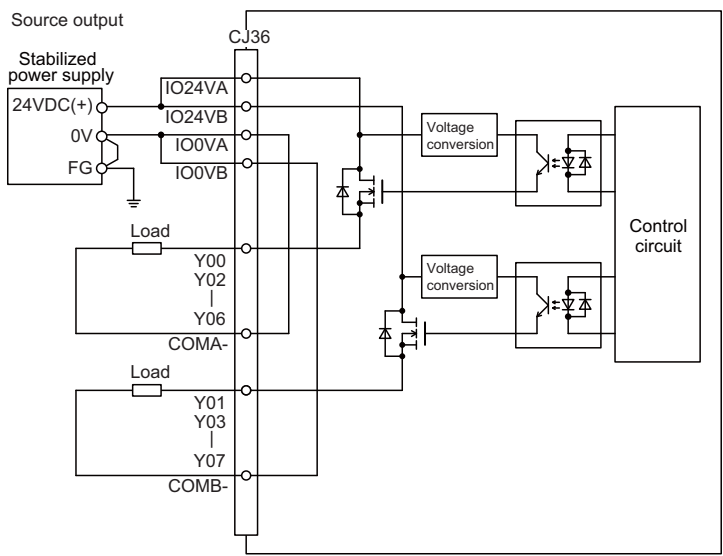 Source output
CJ36
Stabilized
power supply
24VDC(+)
0V
FG
IO24VA
IO24VB
IO0VA
IO0VB
Voltage
conversion
Control
circuit
Load
Y00
Y02
|
Y06
COMA-
Voltage
conversion
Load
Y01
Y03
|
Y07
COMB-